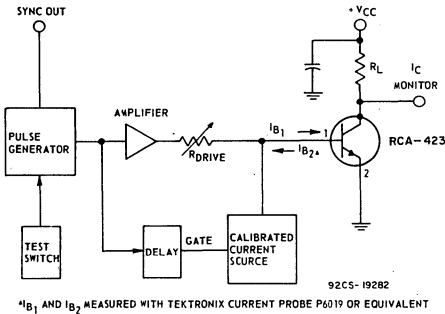 SYNC OUT
+ VCC
RL
IC
MONITOR
AMPLIFIER
PULSE
GENERATOR
RDRIVE
IB1
IB2▲
1
RCA-423
2
TEST
SWITCH
DELAY
GATE
CALIBRATED
CURRENT
SOURCE
92CS-19282
▲IB1 AND IB2 MEASURED WITH TEKTRONIX CURRENT PROBE P6019 OR EQUIVALENT